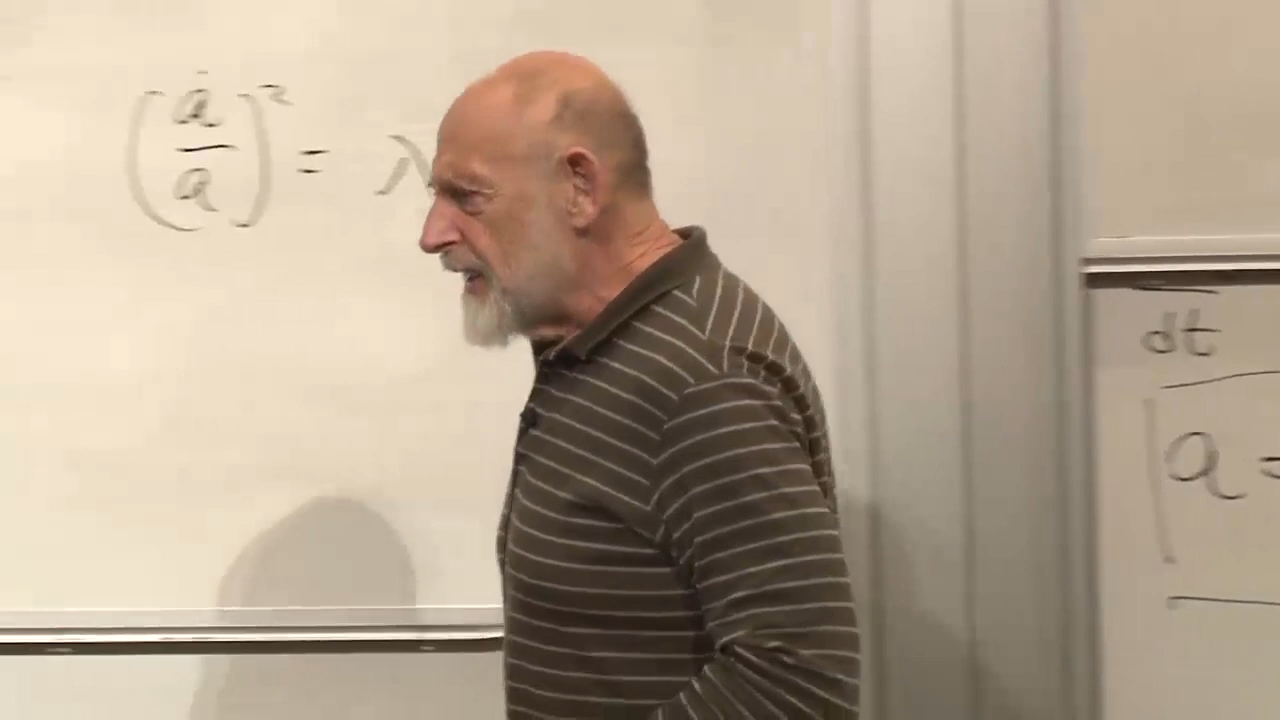 (ȧ/a)² = λ
dt
a =